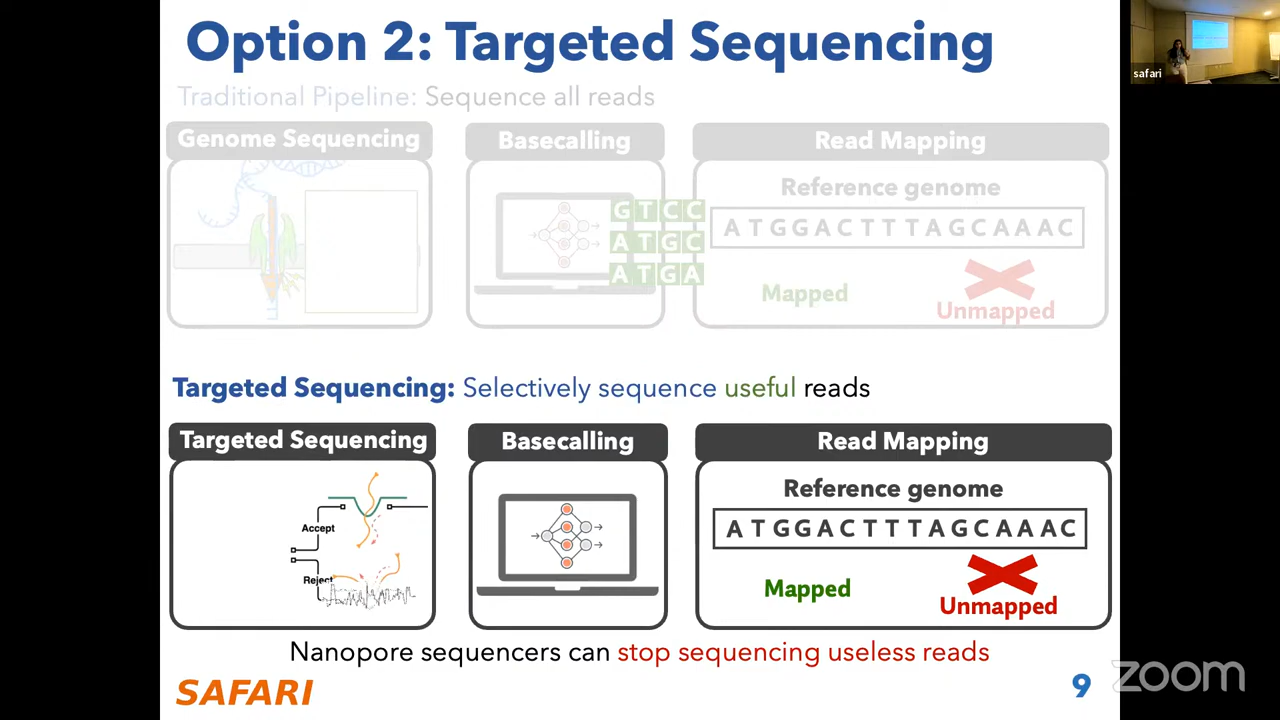 Option 2: Targeted Sequencing
safari
Traditional Pipeline: Sequence all reads
Genome Sequencing
Basecalling
Read Mapping
Reference genome
GTCC
ATGGACTTTAGCAAAC
ATGC
ATGA
Mapped
Unmapped
Targeted Sequencing: Selectively sequence useful reads
Targeted Sequencing
Basecalling
Read Mapping
Reference genome
Accept
ATGGACTTTAGCAAAC
Reject
Mapped
Unmapped
Nanopore sequencers can stop sequencing useless reads
SAFARI
9
zoom